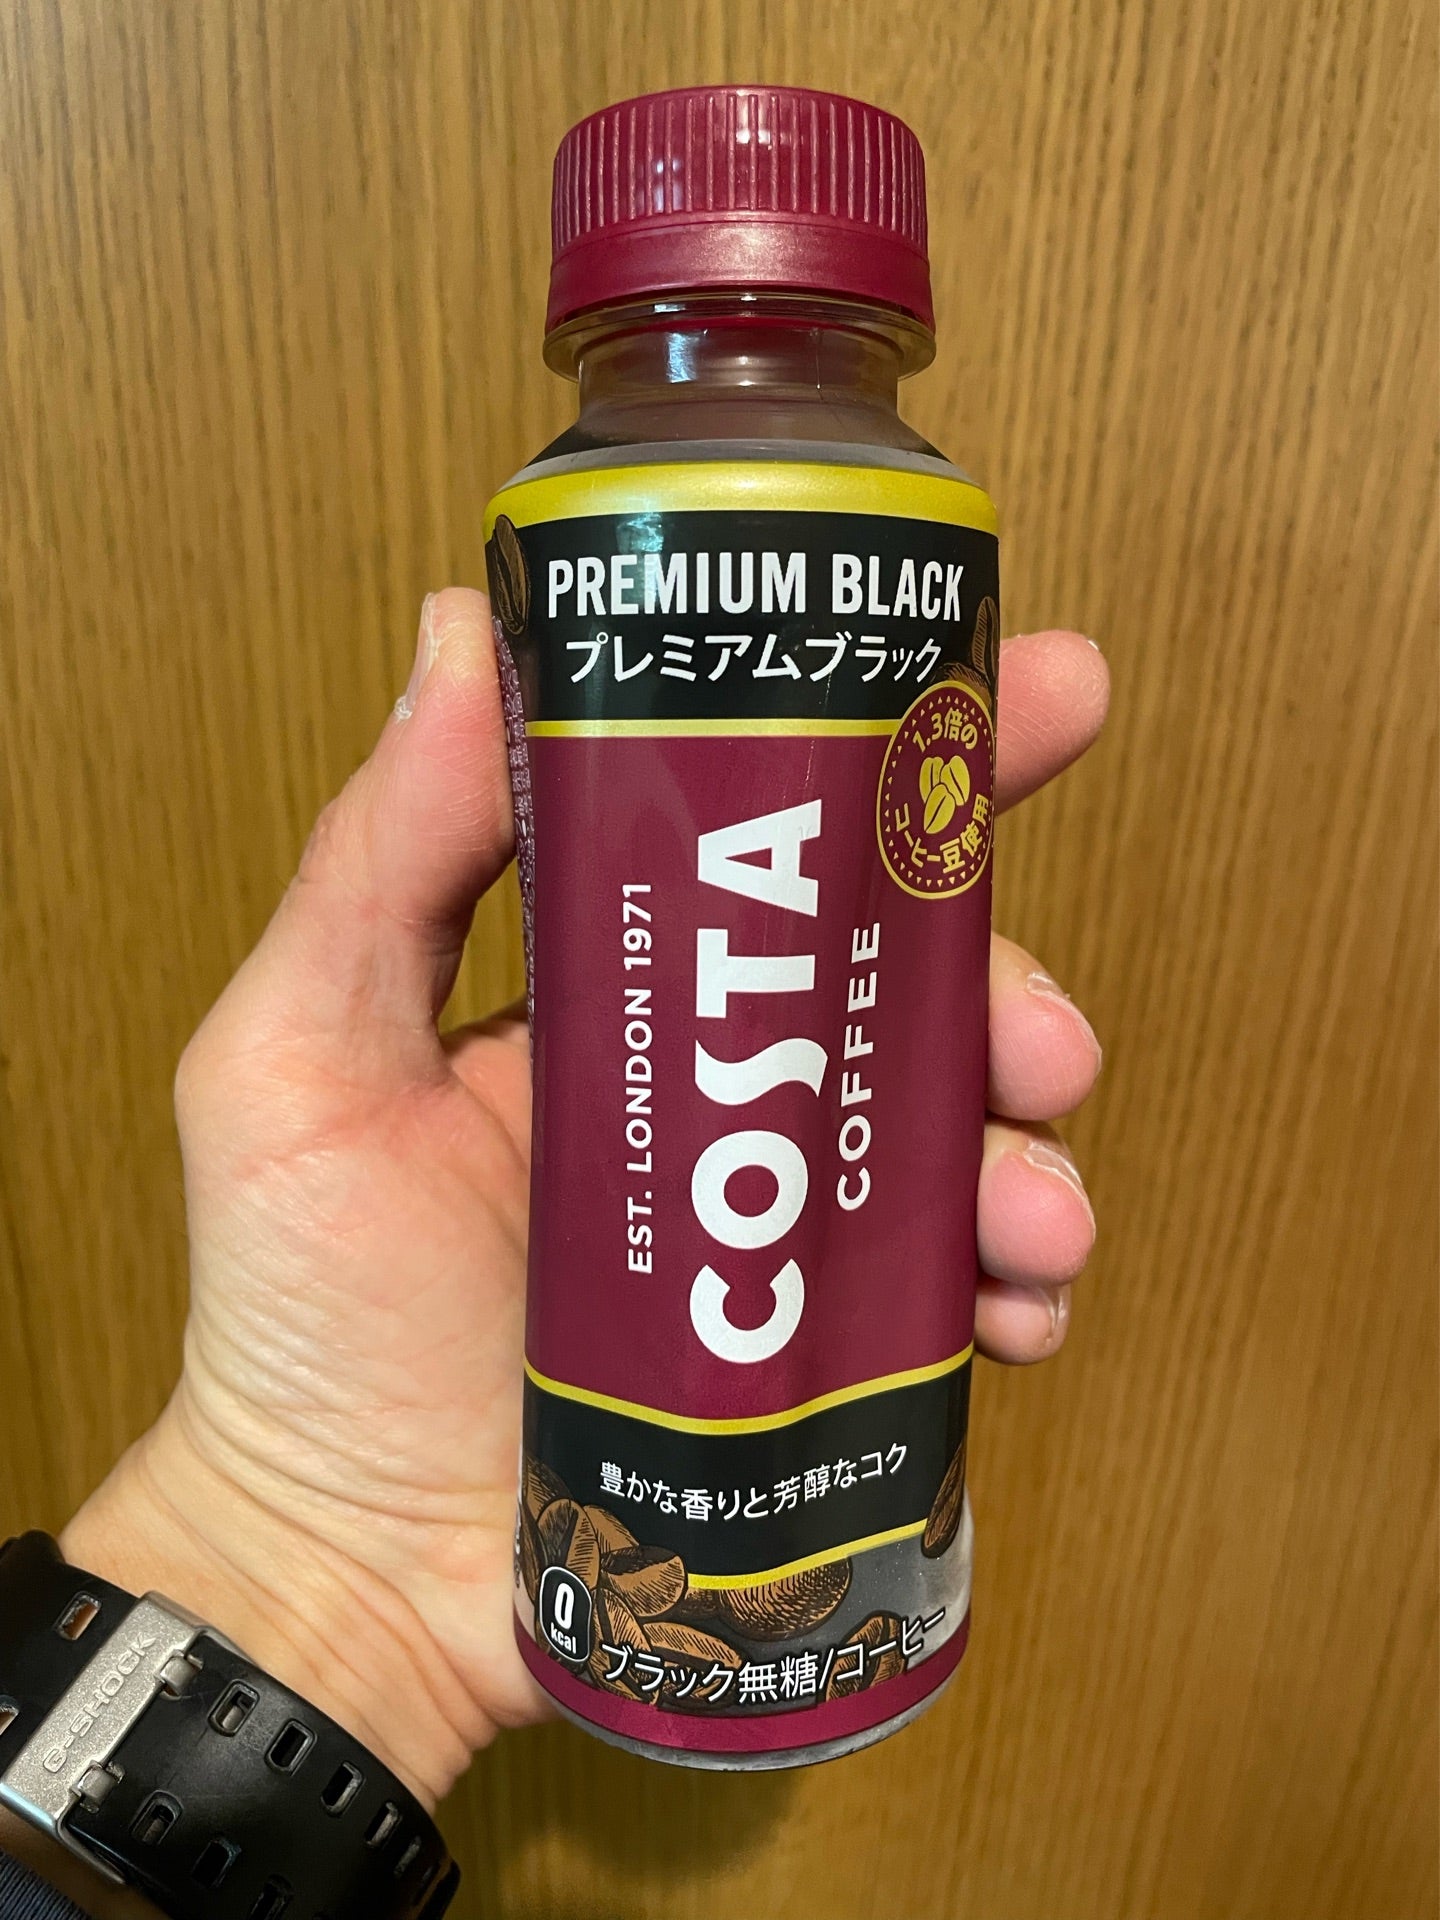 PREMIUM BLACK
プレミアムブラック
1.3倍*の
コーヒー豆使用
EST. LONDON 1971
COSTA
COFFEE
豊かな香りと芳醇なコク
0
kcal
ブラック無糖/コーヒー
G-SHOCK